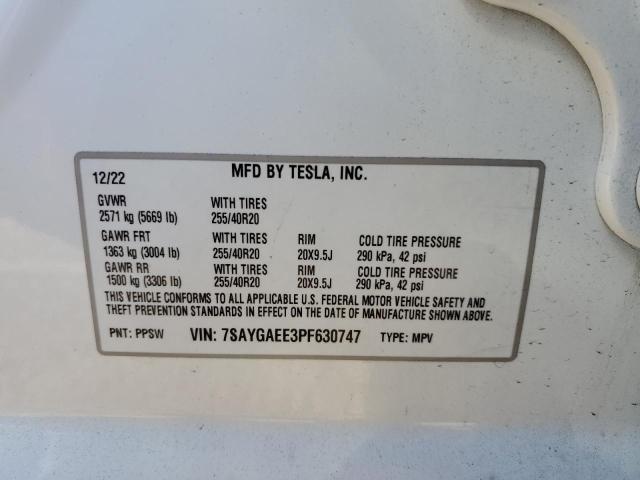 MFD BY TESLA, INC.
12/22
GVWR WITH TIRES
2571 kg (5669 lb) 255/40R20
GAWR FRT WITH TIRES RIM COLD TIRE PRESSURE
1363 kg (3004 lb) 255/40R20 20X9.5J 290 kPa, 42 psi
GAWR RR WITH TIRES RIM COLD TIRE PRESSURE
1500 kg (3306 lb) 255/40R20 20X9.5J 290 kPa, 42 psi
THIS VEHICLE CONFORMS TO ALL APPLICABLE U.S. FEDERAL MOTOR VEHICLE SAFETY AND
THEFT PREVENTION STANDARDS IN EFFECT ON THE DATE OF MANUFACTURE SHOWN ABOVE.
PNT: PPSW VIN: 7SAYGAEE3PF630747 TYPE: MPV